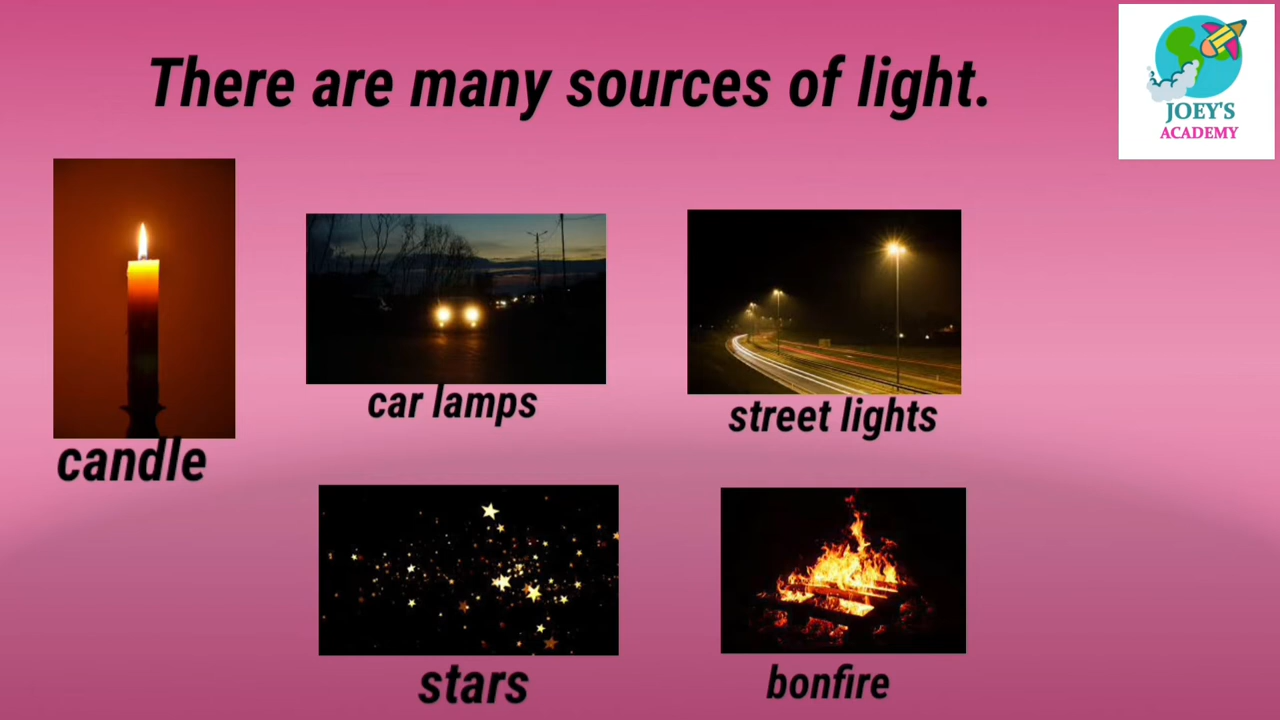 There are many sources of light.
JOEY'S
ACADEMY
candle
car lamps
street lights
stars
bonfire